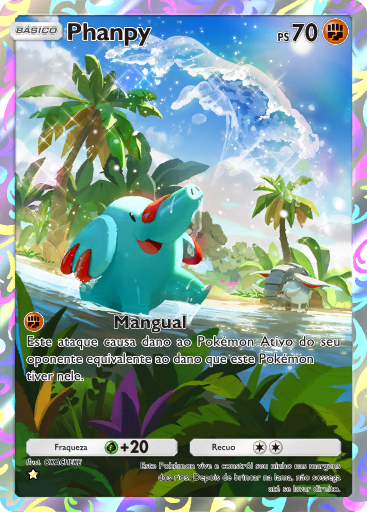 BÁSICO Phanpy PS 70
Mangual
Este ataque causa dano ao Pokémon Ativo do seu
oponente equivalente ao dano que este Pokémon
tiver nele.
Fraqueza +20 Recuo
Ilust. OKACHEKE
Este Pokémon vive e constrói seu ninho nas margens
dos rios. Depois de brincar na lama, não sossega
até se lavar direito.